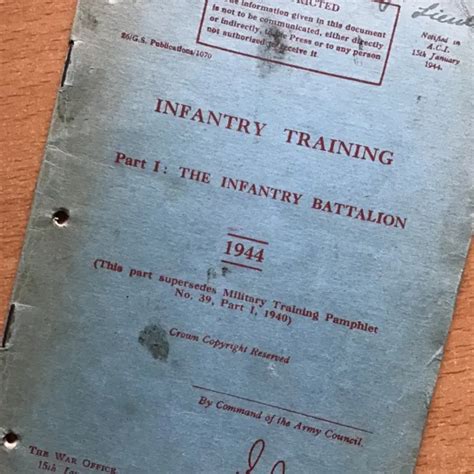 RICTED
The information given in this document
is not to be communicated, either directly
or indirectly, to the Press or to any person
not authorised to receive it
26/G.S. Publications/1070
Lieu
Notified in
A.C.I.
15th January
1944.
INFANTRY TRAINING
Part I: THE INFANTRY BATTALION
1944
(This part supersedes Military Training Pamphlet
No. 39, Part I, 1940)
Crown Copyright Reserved
By Command of the Army Council.
THE WAR OFFICE
15th Ja